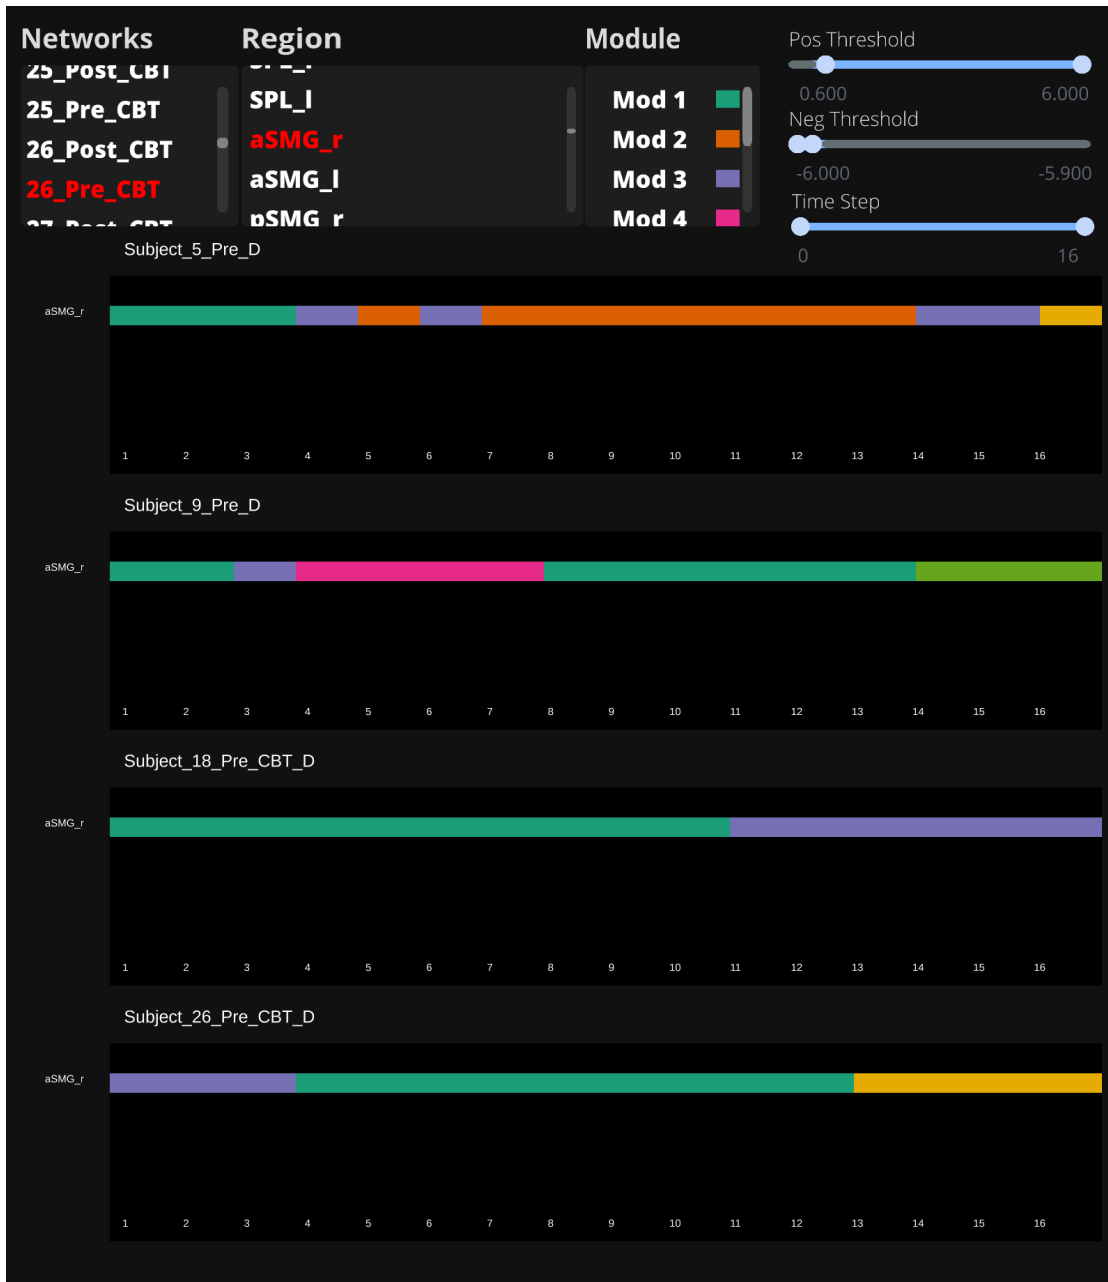 Networks
Region
Module
25_Post_CBT
25_Pre_CBT
26_Post_CBT
26_Pre_CBT
27_Post_CBT
SPL_l
aSMG_r
aSMG_l
pSMG_r
Mod 1
Mod 2
Mod 3
Mod 4
Pos Threshold
0.600 6.000
Neg Threshold
-6.000 -5.900
Time Step
0 16
Subject_5_Pre_D
aSMG_r
1 2 3 4 5 6 7 8 9 10 11 12 13 14 15 16
Subject_9_Pre_D
aSMG_r
1 2 3 4 5 6 7 8 9 10 11 12 13 14 15 16
Subject_18_Pre_CBT_D
aSMG_r
1 2 3 4 5 6 7 8 9 10 11 12 13 14 15 16
Subject_26_Pre_CBT_D
aSMG_r
1 2 3 4 5 6 7 8 9 10 11 12 13 14 15 16